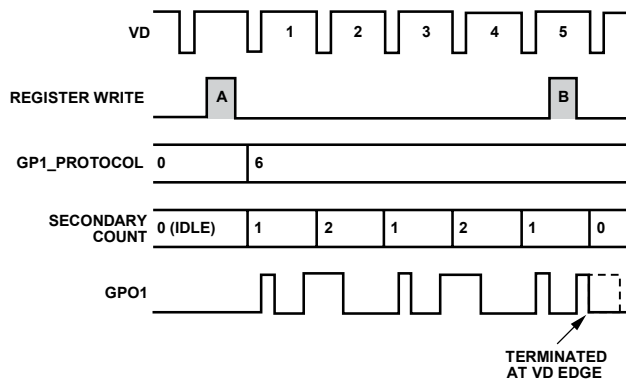 VD 1 2 3 4 5
REGISTER WRITE A B
GP1_PROTOCOL 0 6
SECONDARY
COUNT
0 (IDLE) 1 2 1 2 1 0
GPO1
TERMINATED
AT VD EDGE